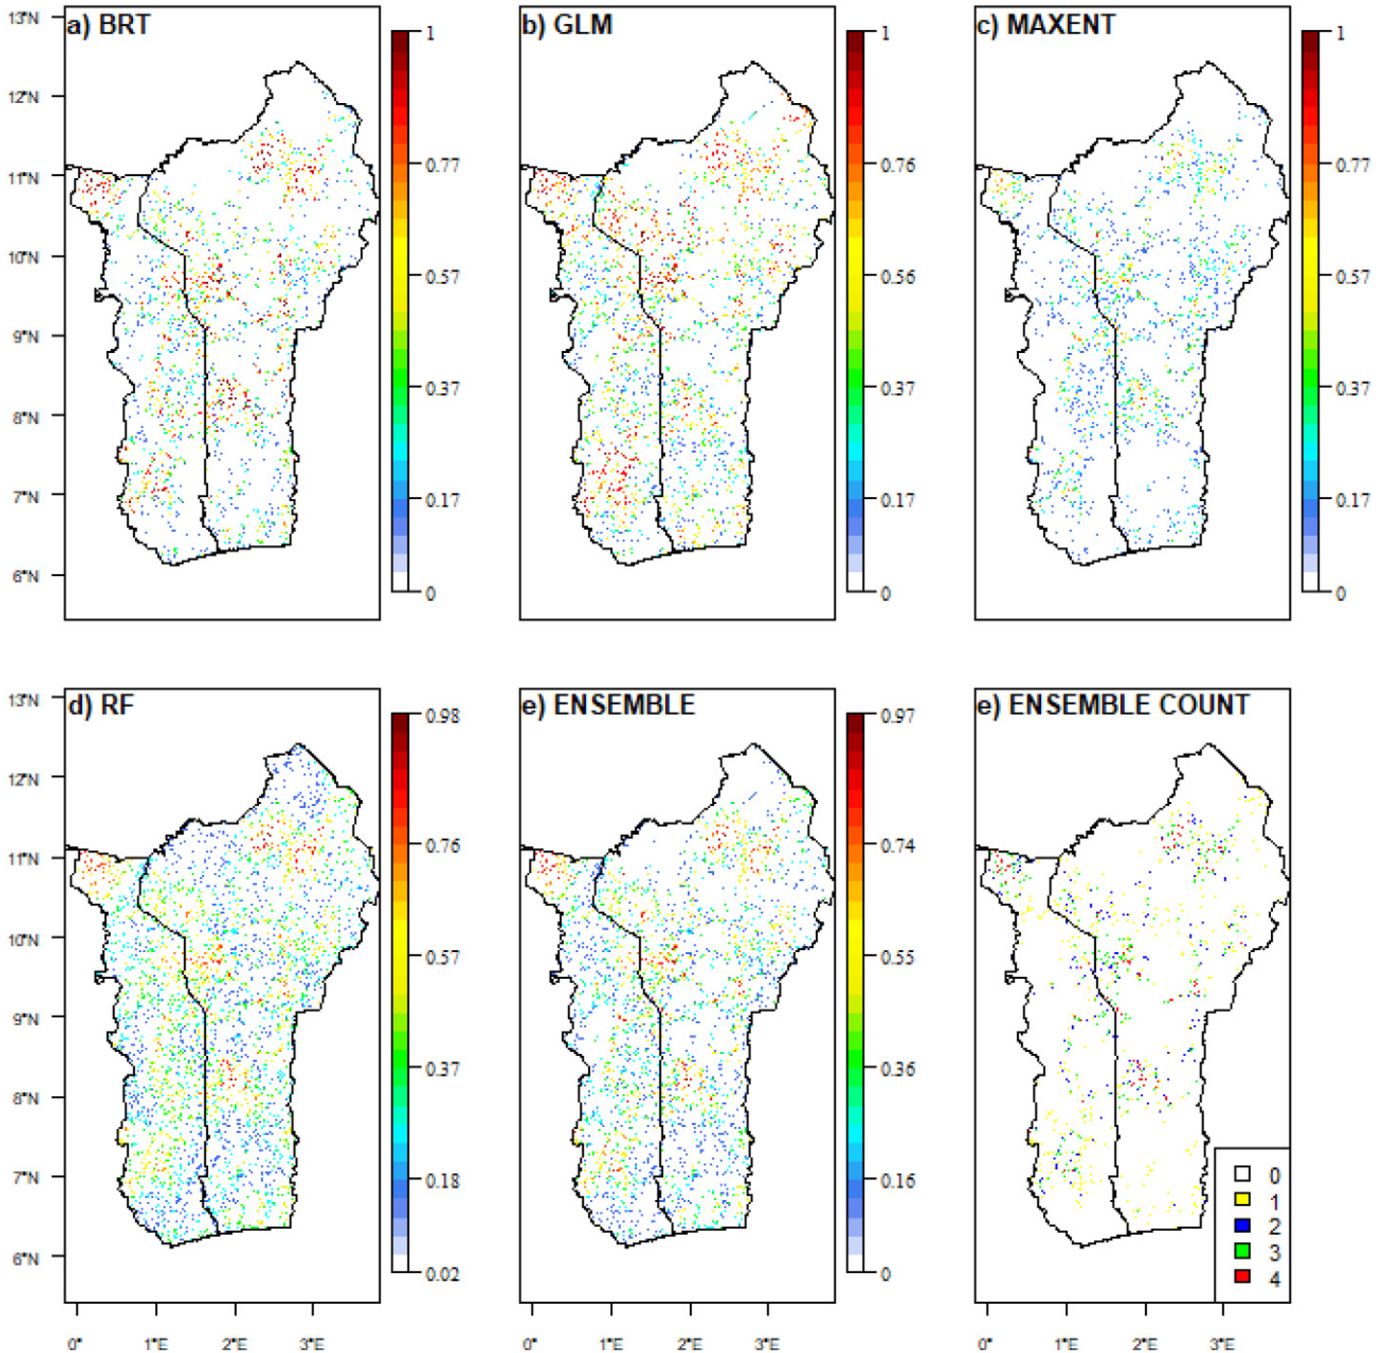 a) BRT
b) GLM
c) MAXENT
13°N
12°N
11°N
10°N
9°N
8°N
7°N
6°N
1
0.77
0.57
0.37
0.17
0
1
0.76
0.56
0.37
0.17
0
1
0.77
0.57
0.37
0.17
0
d) RF
e) ENSEMBLE
e) ENSEMBLE COUNT
13°N
12°N
11°N
10°N
9°N
8°N
7°N
6°N
0.98
0.76
0.57
0.37
0.18
0.02
0.97
0.74
0.55
0.36
0.16
0
0
1
2
3
4
0° 1°E 2°E 3°E
0° 1°E 2°E 3°E
0° 1°E 2°E 3°E